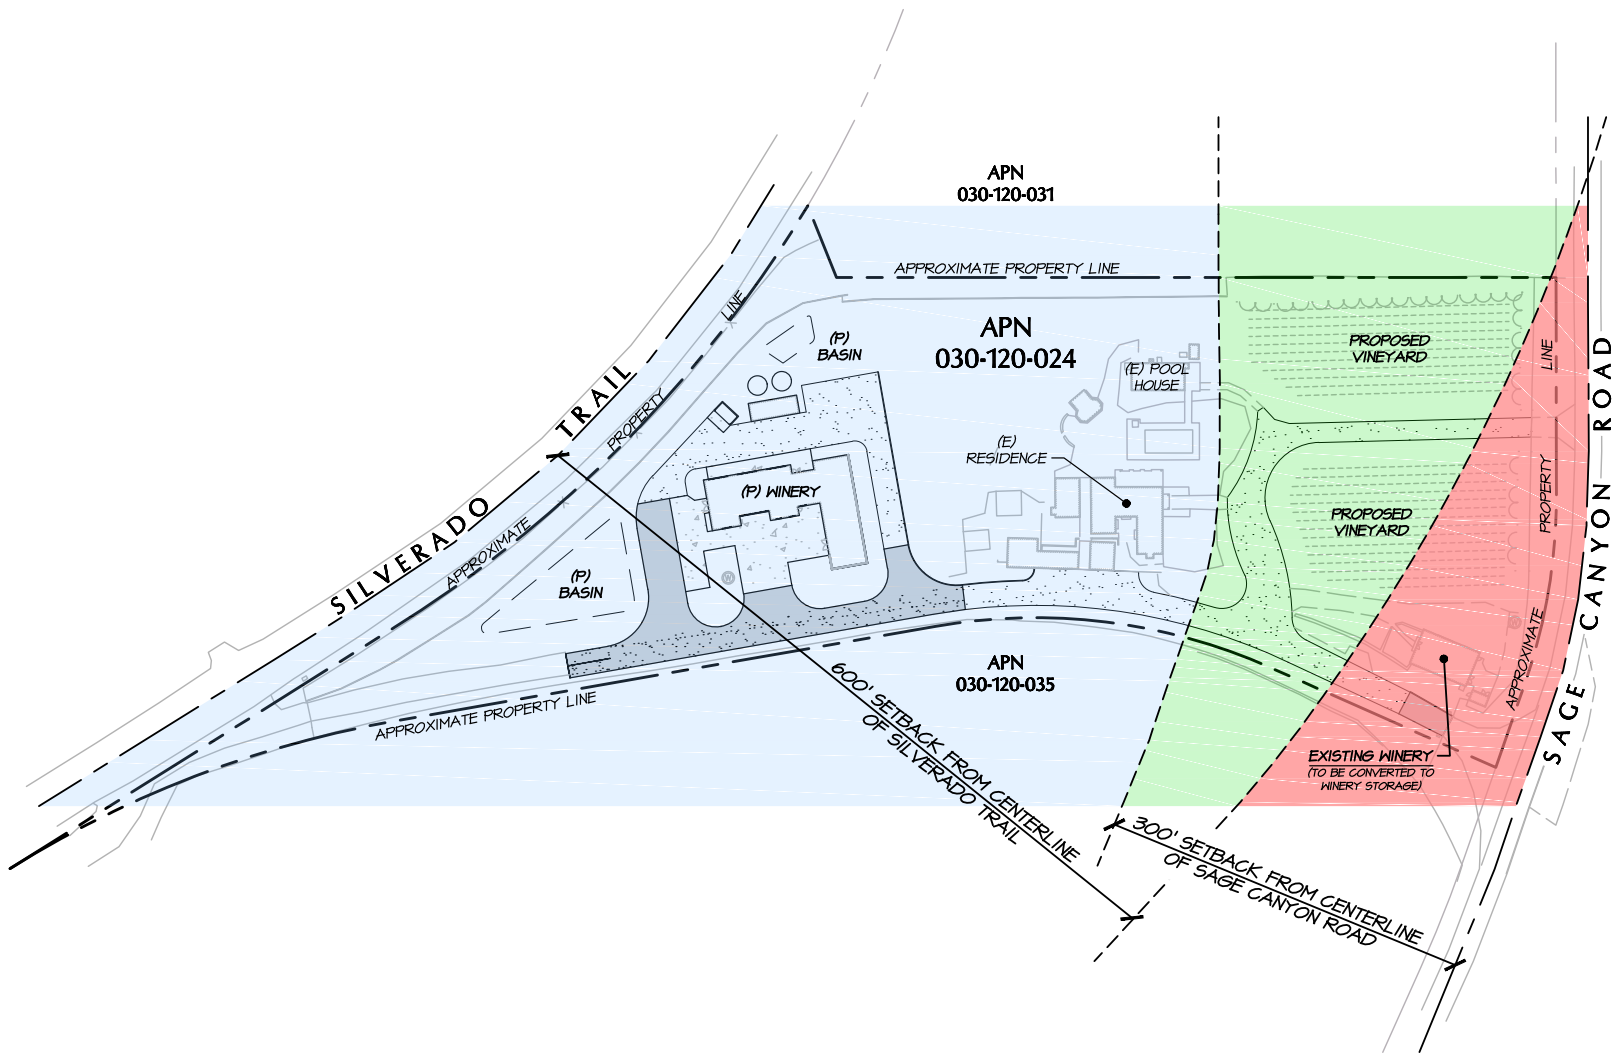 APN
030-120-031
APPROXIMATE PROPERTY LINE
APN
030-120-024
(P)
BASIN
(E) POOL
HOUSE
(E)
RESIDENCE
(P) WINERY
(P)
BASIN
SILVERADO TRAIL
APPROXIMATE PROPERTY LINE
PROPOSED
VINEYARD
PROPOSED
VINEYARD
APPROXIMATE PROPERTY LINE
SAGE CANYON ROAD
APN
030-120-035
APPROXIMATE PROPERTY LINE
600' SETBACK FROM CENTERLINE
OF SILVERADO TRAIL
EXISTING WINERY
(TO BE CONVERTED TO
WINERY STORAGE)
300' SETBACK FROM CENTERLINE
OF SAGE CANYON ROAD
W
W